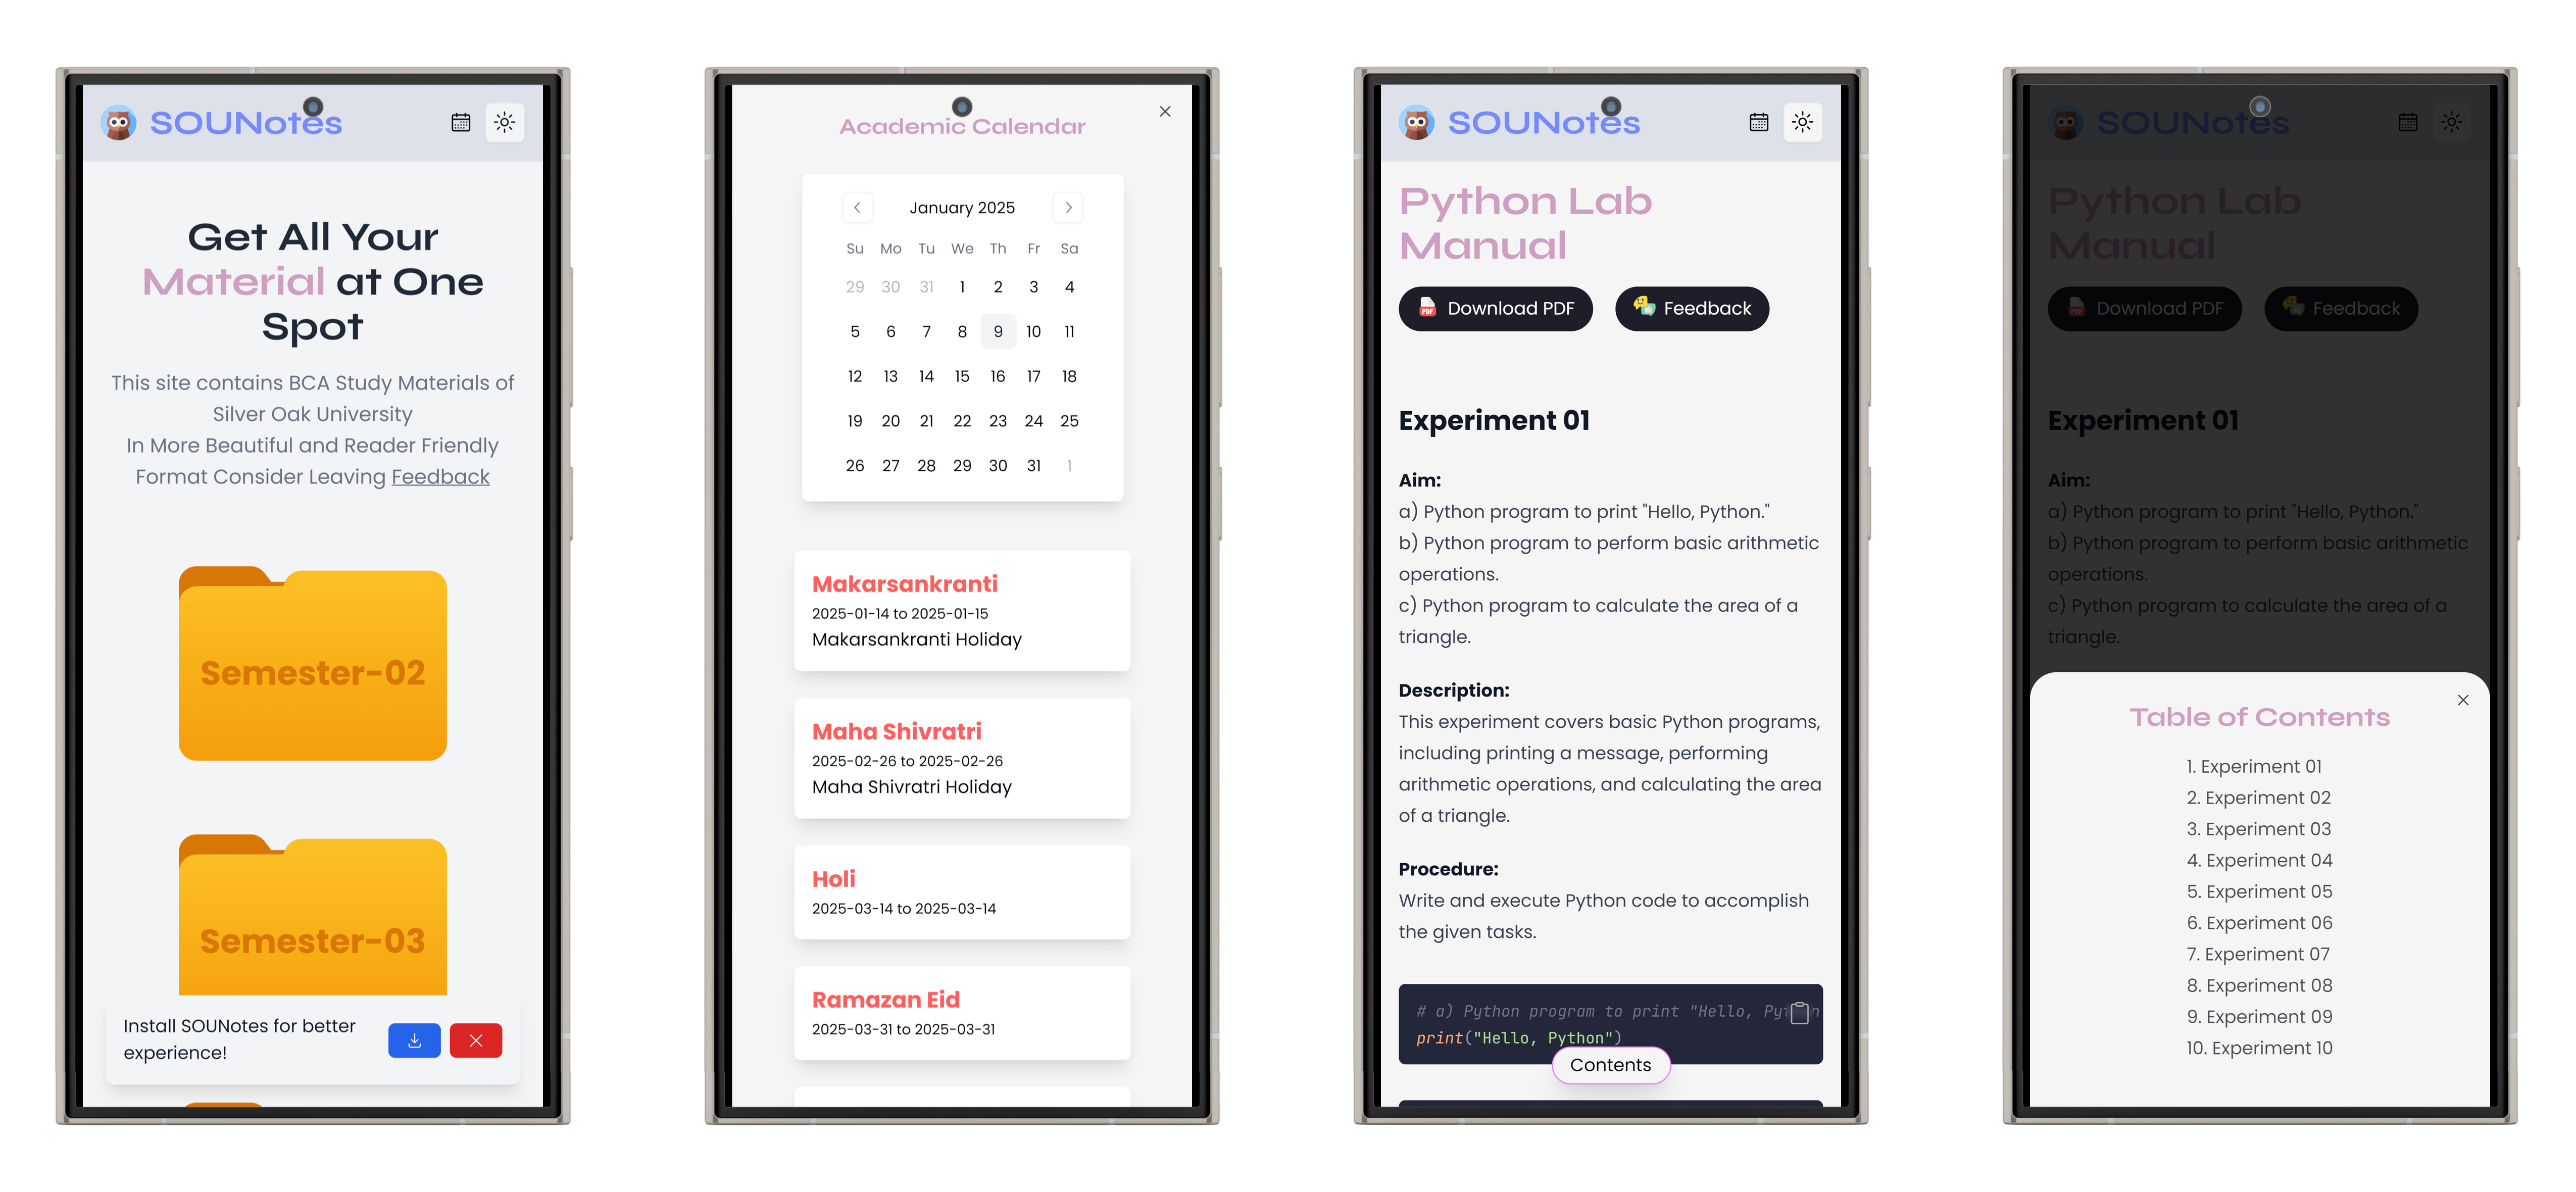 SOUNotes
Get All Your
Material at One
Spot
This site contains BCA Study Materials of
Silver Oak University
In More Beautiful and Reader Friendly
Format Consider Leaving Feedback
Semester-02
Semester-03
Install SOUNotes for better
experience!
Academic Calendar
January 2025
Su Mo Tu We Th Fr Sa
29 30 31 1 2 3 4
5 6 7 8 9 10 11
12 13 14 15 16 17 18
19 20 21 22 23 24 25
26 27 28 29 30 31 1
Makarsankranti
2025-01-14 to 2025-01-15
Makarsankranti Holiday
Maha Shivratri
2025-02-26 to 2025-02-26
Maha Shivratri Holiday
Holi
2025-03-14 to 2025-03-14
Ramazan Eid
2025-03-31 to 2025-03-31
SOUNotes
Python Lab
Manual
PDF Download PDF
Feedback
Experiment 01
Aim:
a) Python program to print "Hello, Python."
b) Python program to perform basic arithmetic
operations.
c) Python program to calculate the area of a
triangle.
Description:
This experiment covers basic Python programs,
including printing a message, performing
arithmetic operations, and calculating the area
of a triangle.
Procedure:
Write and execute Python code to accomplish
the given tasks.
# a) Python program to print "Hello, Python
print("Hello, Python")
Contents
SOUNotes
Python Lab
Manual
PDF Download PDF
Feedback
Experiment 01
Aim:
a) Python program to print "Hello, Python."
b) Python program to perform basic arithmetic
operations.
c) Python program to calculate the area of a
triangle.
Table of Contents
1. Experiment 01
2. Experiment 02
3. Experiment 03
4. Experiment 04
5. Experiment 05
6. Experiment 06
7. Experiment 07
8. Experiment 08
9. Experiment 09
10. Experiment 10